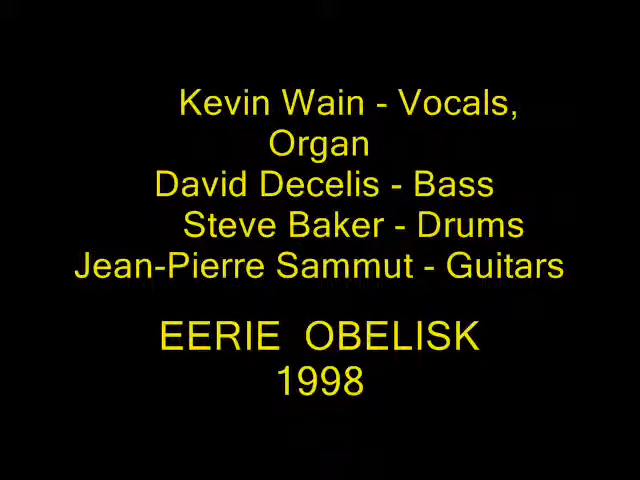 Kevin Wain - Vocals,
Organ
David Decelis - Bass
Steve Baker - Drums
Jean-Pierre Sammut - Guitars
EERIE OBELISK
1998